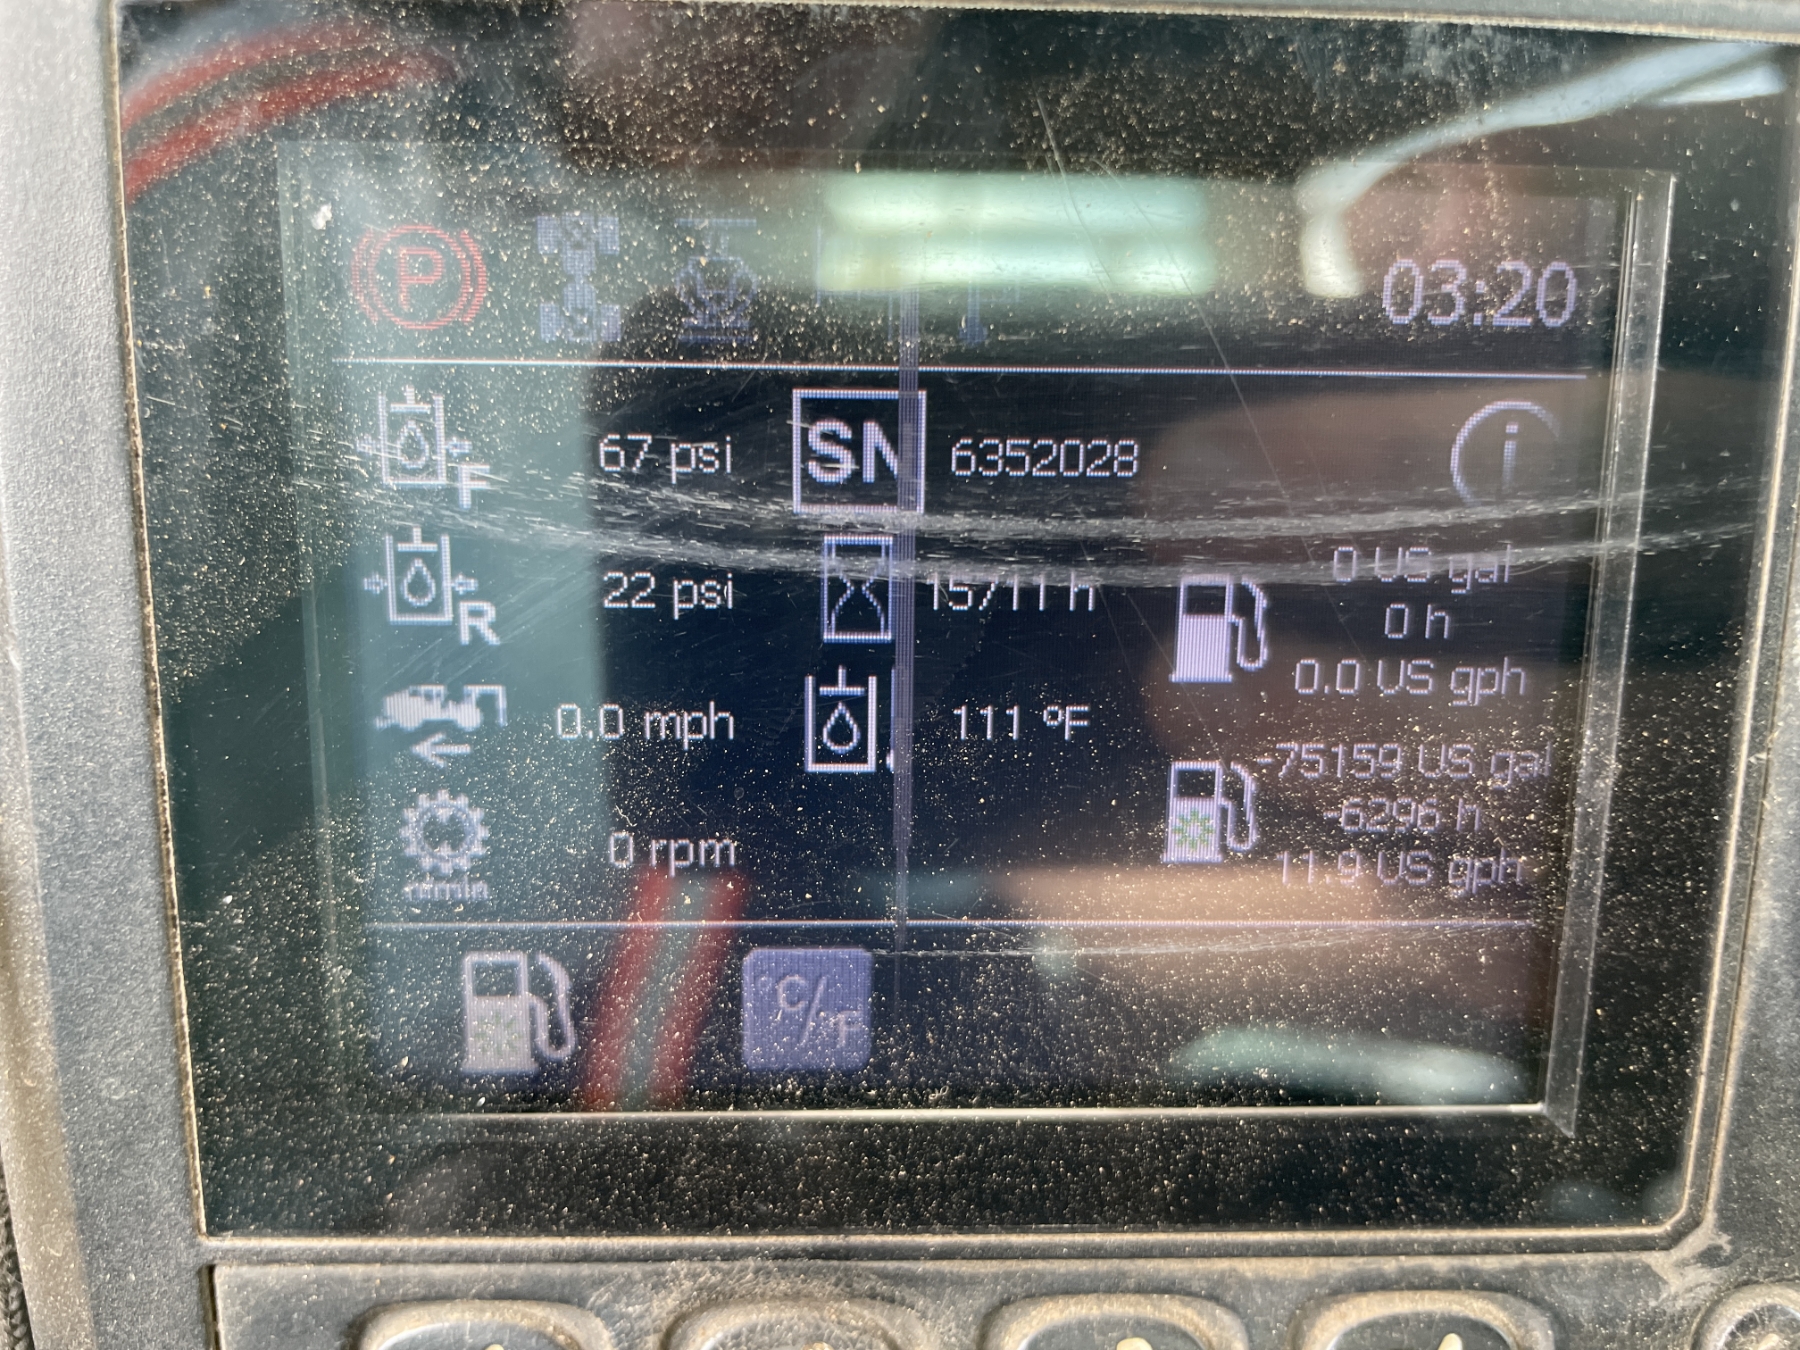 P
03:20
F
67 psi
SN
6352028
i
R
22 psi
15711 h
0 US gal
0 h
0.0 US gph
0.0 mph
111 °F
-75159 US gal
-6296 h
11.9 US gph
0 rpm
°C/°F